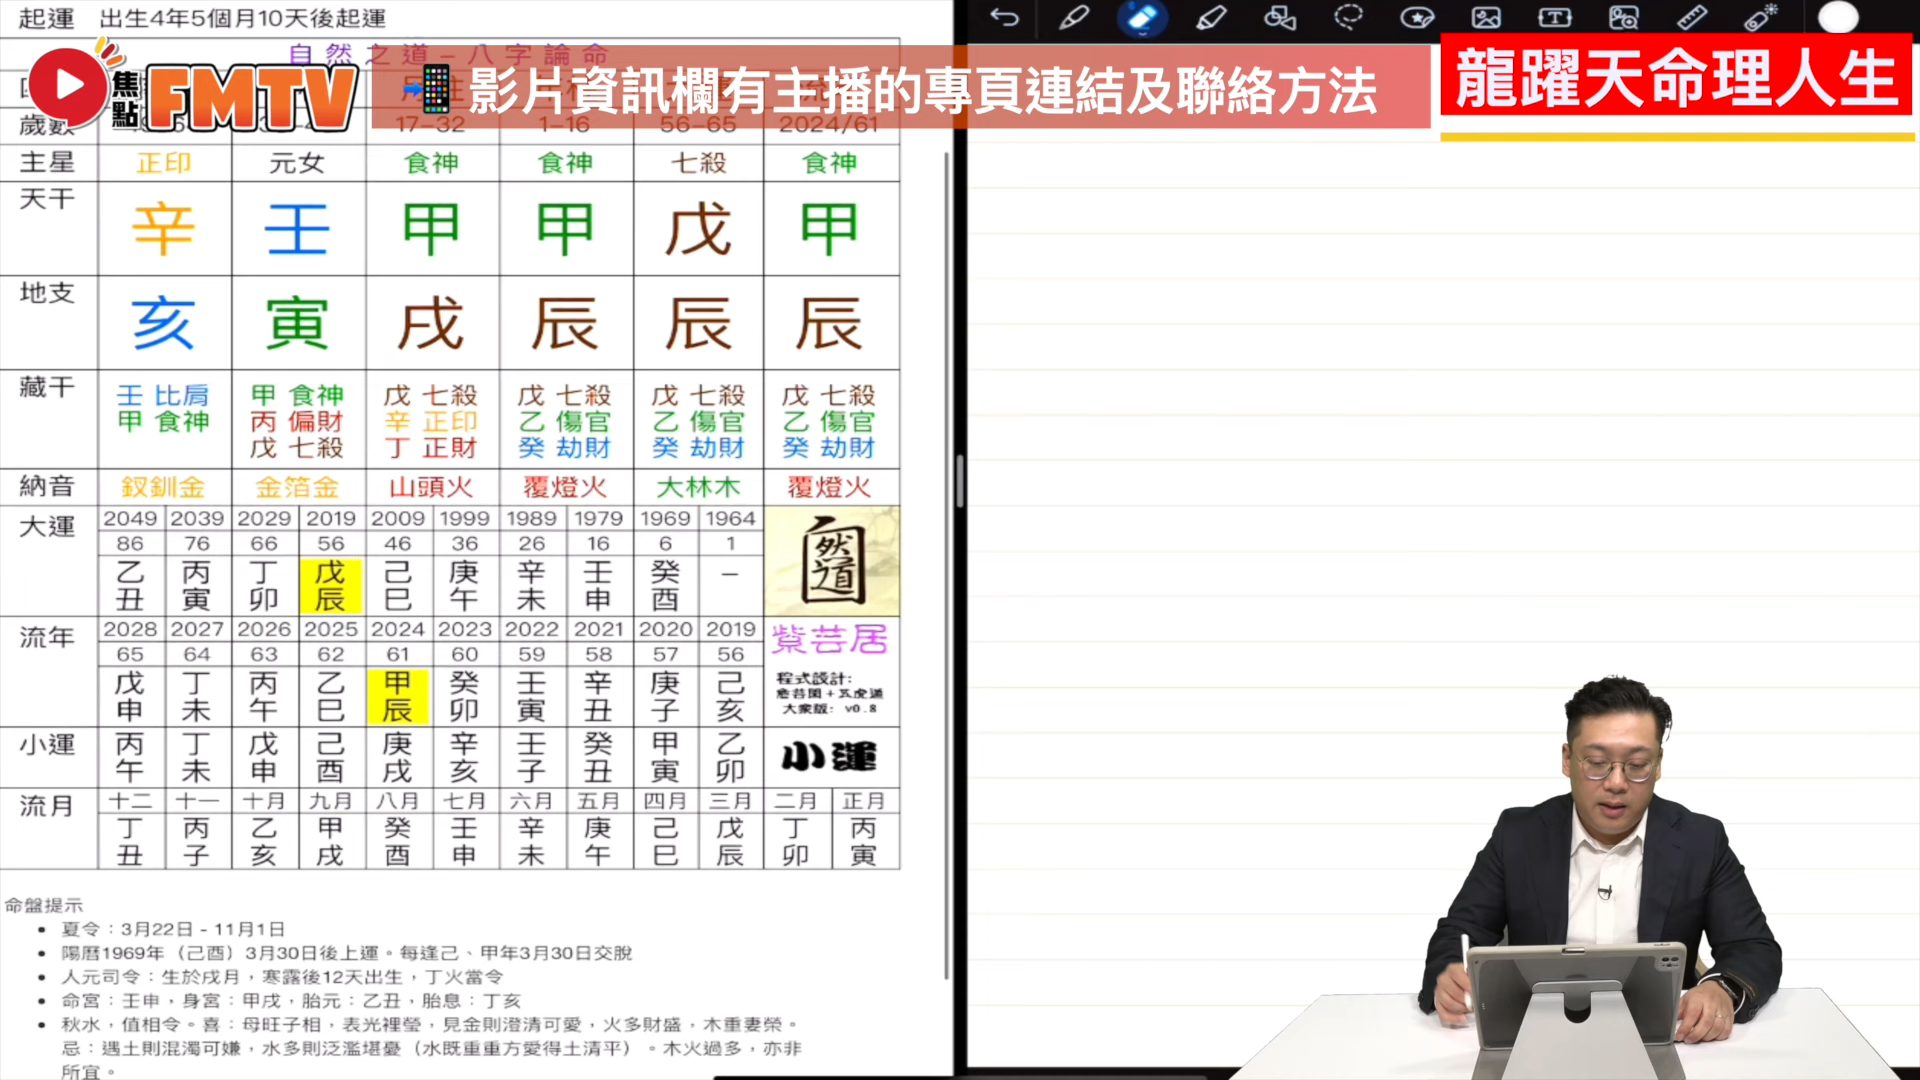 起運 出生4年5個月10天後起運
自然之道–八字論命
焦點 FMTV
影片資訊欄有主播的專頁連結及聯絡方法
龍躍天命理人生
歲數 17-32 1-16 56-65 2024/61
主星 正印 元女 食神 食神 七殺 食神
天干 辛 壬 甲 甲 戊 甲
地支 亥 寅 戌 辰 辰 辰
藏干 壬 比肩 甲 食神 戊 七殺 戊 七殺 戊 七殺 戊 七殺
甲 食神 丙 偏財 辛 正印 乙 傷官 乙 傷官 乙 傷官
戊 七殺 丁 正財 癸 劫財 癸 劫財 癸 劫財
納音 釵釧金 金箔金 山頭火 覆燈火 大林木 覆燈火
大運 2049 2039 2029 2019 2009 1999 1989 1979 1969 1964
86 76 66 56 46 36 26 16 6 1
乙 丙 丁 戊 己 庚 辛 壬 癸 –
丑 寅 卯 辰 巳 午 未 申 酉
然道
流年 2028 2027 2026 2025 2024 2023 2022 2021 2020 2019
65 64 63 62 61 60 59 58 57 56
戊 丁 丙 乙 甲 癸 壬 辛 庚 己
申 未 午 巳 辰 卯 寅 丑 子 亥
紫芸居
程式設計:
大衆版: v0.8
小運 丙 丁 戊 己 庚 辛 壬 癸 甲 乙
午 未 申 酉 戌 亥 子 丑 寅 卯
小運
流月 十二 十一 十月 九月 八月 七月 六月 五月 四月 三月 二月 正月
丁 丙 乙 甲 癸 壬 辛 庚 己 戊 丁 丙
丑 子 亥 戌 酉 申 未 午 巳 辰 卯 寅
命盤提示
• 夏令：3月22日 - 11月1日
• 陽曆1969年（己酉）3月30日後上運。每逢己、甲年3月30日交脫
• 人元司令：生於戌月，寒露後12天出生，丁火當令
• 命宮：壬申，身宮：甲戌，胎元：乙丑，胎息：丁亥
• 秋水，值相令。喜：母旺子相，表光裡瑩，見金則澄清可愛，火多財盛，木重妻榮。
忌：遇土則混濁可嫌，水多則泛濫堪憂（水既重重方愛得土清平）。木火過多，亦非
所宜。